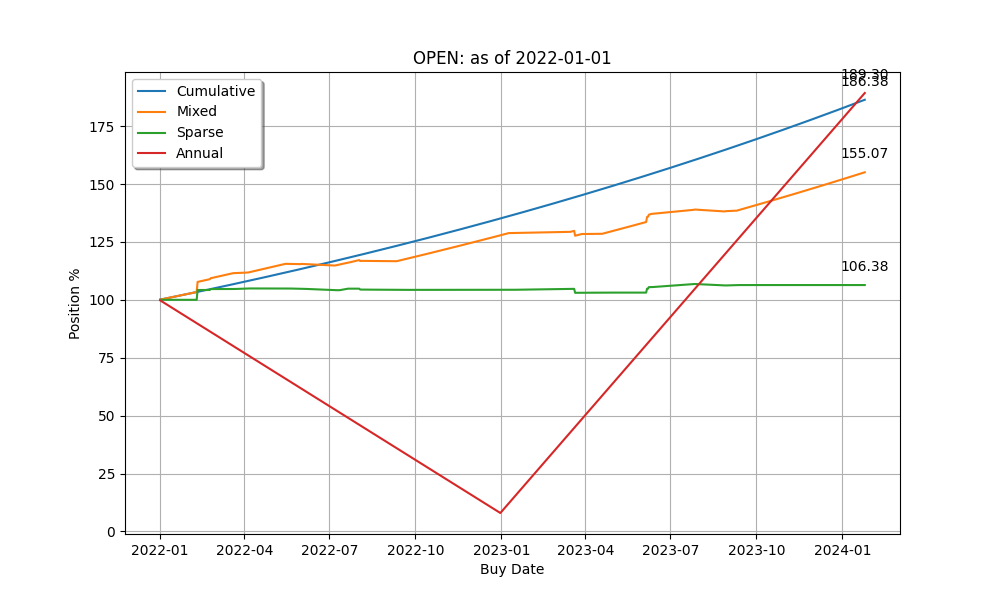 OPEN: as of 2022-01-01
189.30
186.38
155.07
106.38
Cumulative
Mixed
Sparse
Annual
175
150
125
100
75
50
25
0
Position %
2022-01 2022-04 2022-07 2022-10 2023-01 2023-04 2023-07 2023-10 2024-01
Buy Date